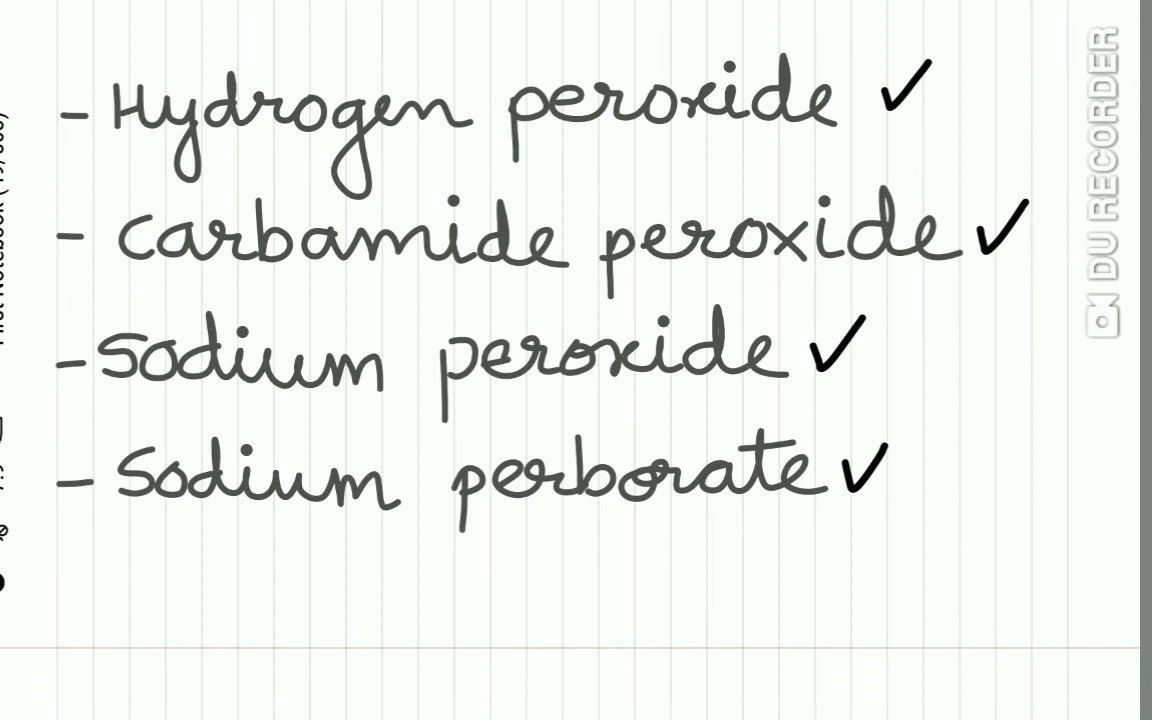 - Hydrogen peroxide ✓
- Carbamide peroxide ✓
- Sodium peroxide ✓
- Sodium perborate ✓
DU RECORDER